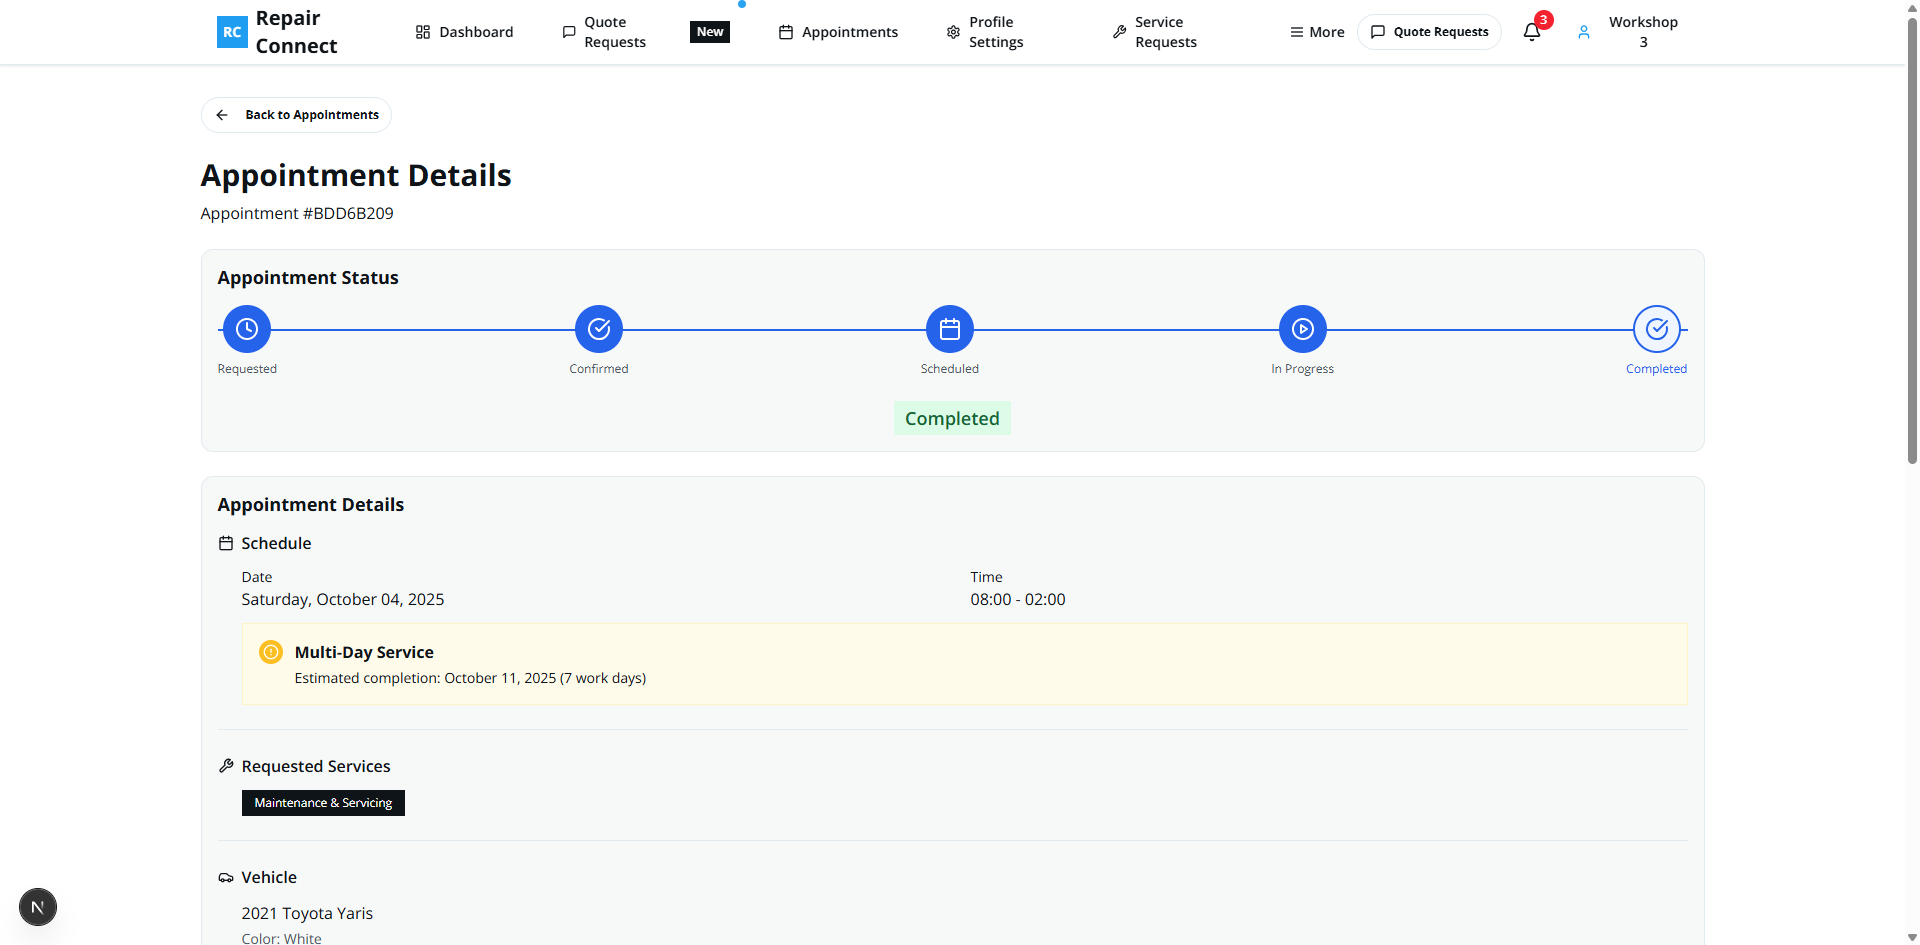 RC
Repair
Connect
Dashboard
Quote
Requests
New
Appointments
Profile
Settings
Service
Requests
More
Quote Requests
3
Workshop
3
Back to Appointments
Appointment Details
Appointment #BDD6B209
Appointment Status
Requested
Confirmed
Scheduled
In Progress
Completed
Completed
Appointment Details
Schedule
Date
Time
Saturday, October 04, 2025
08:00 - 02:00
Multi-Day Service
Estimated completion: October 11, 2025 (7 work days)
Requested Services
Maintenance & Servicing
Vehicle
2021 Toyota Yaris
Color: White
N